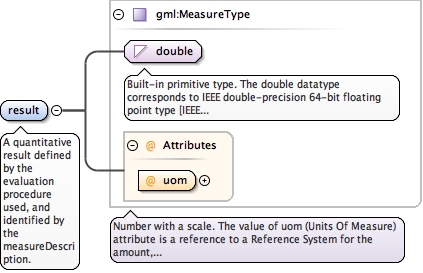 gml:MeasureType
double
Built-in primitive type. The double datatype
corresponds to IEEE double-precision 64-bit floating
point type [IEEE...
result
A quantitative
result defined
by the
evaluation
procedure
used, and
identified by
the
measureDescri
ption.
@ Attributes
@ uom
Number with a scale. The value of uom (Units Of Measure)
attribute is a reference to a Reference System for the
amount,...